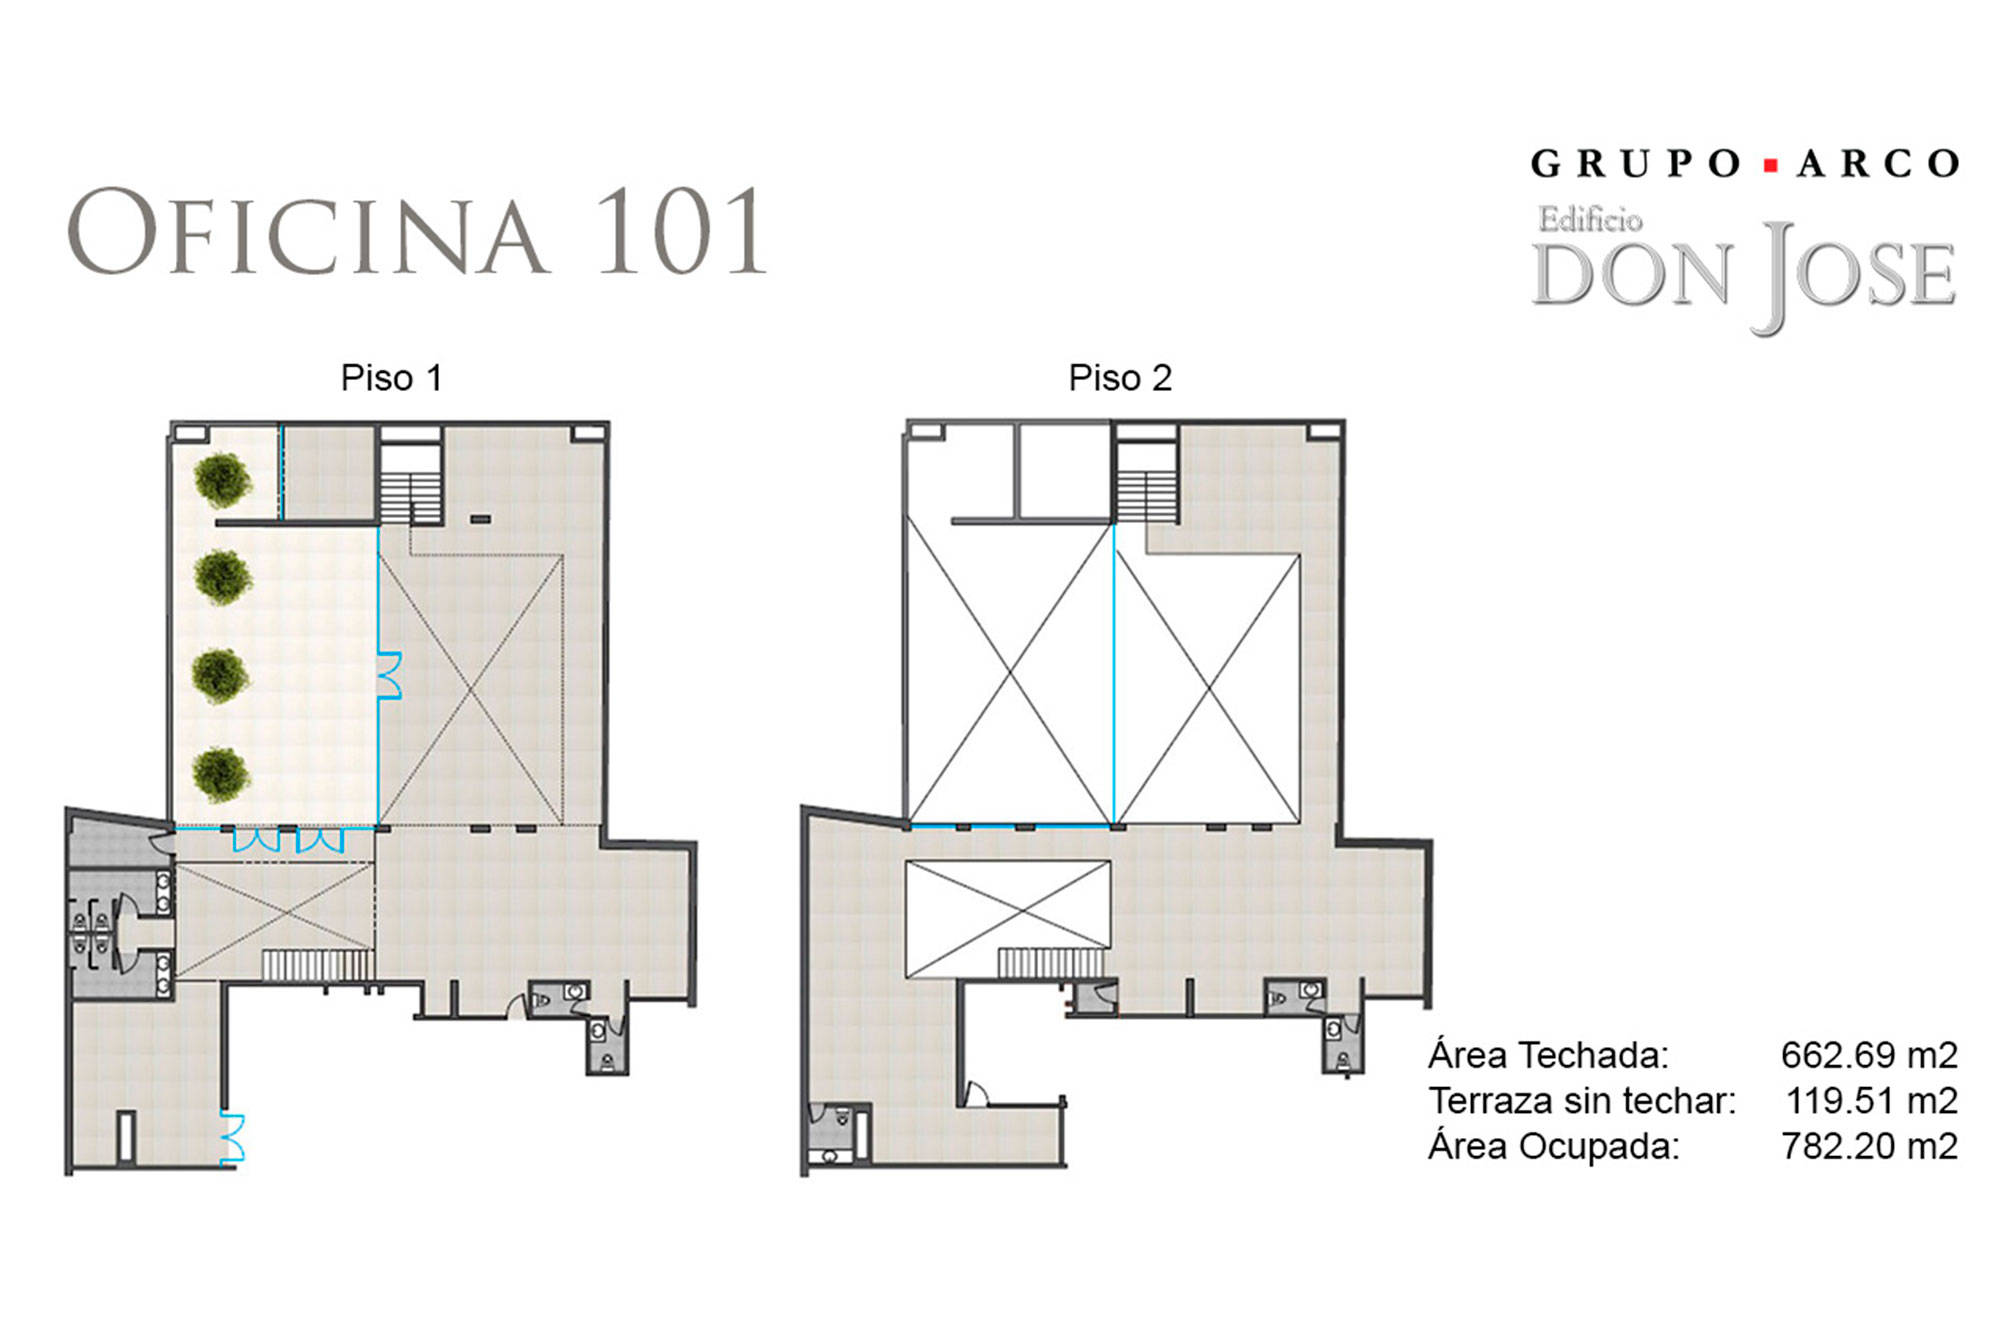 GRUPO ▪ ARCO
OFICINA 101
Edificio
DON JOSE
Piso 1
Piso 2
Área Techada: 662.69 m2
Terraza sin techar: 119.51 m2
Área Ocupada: 782.20 m2